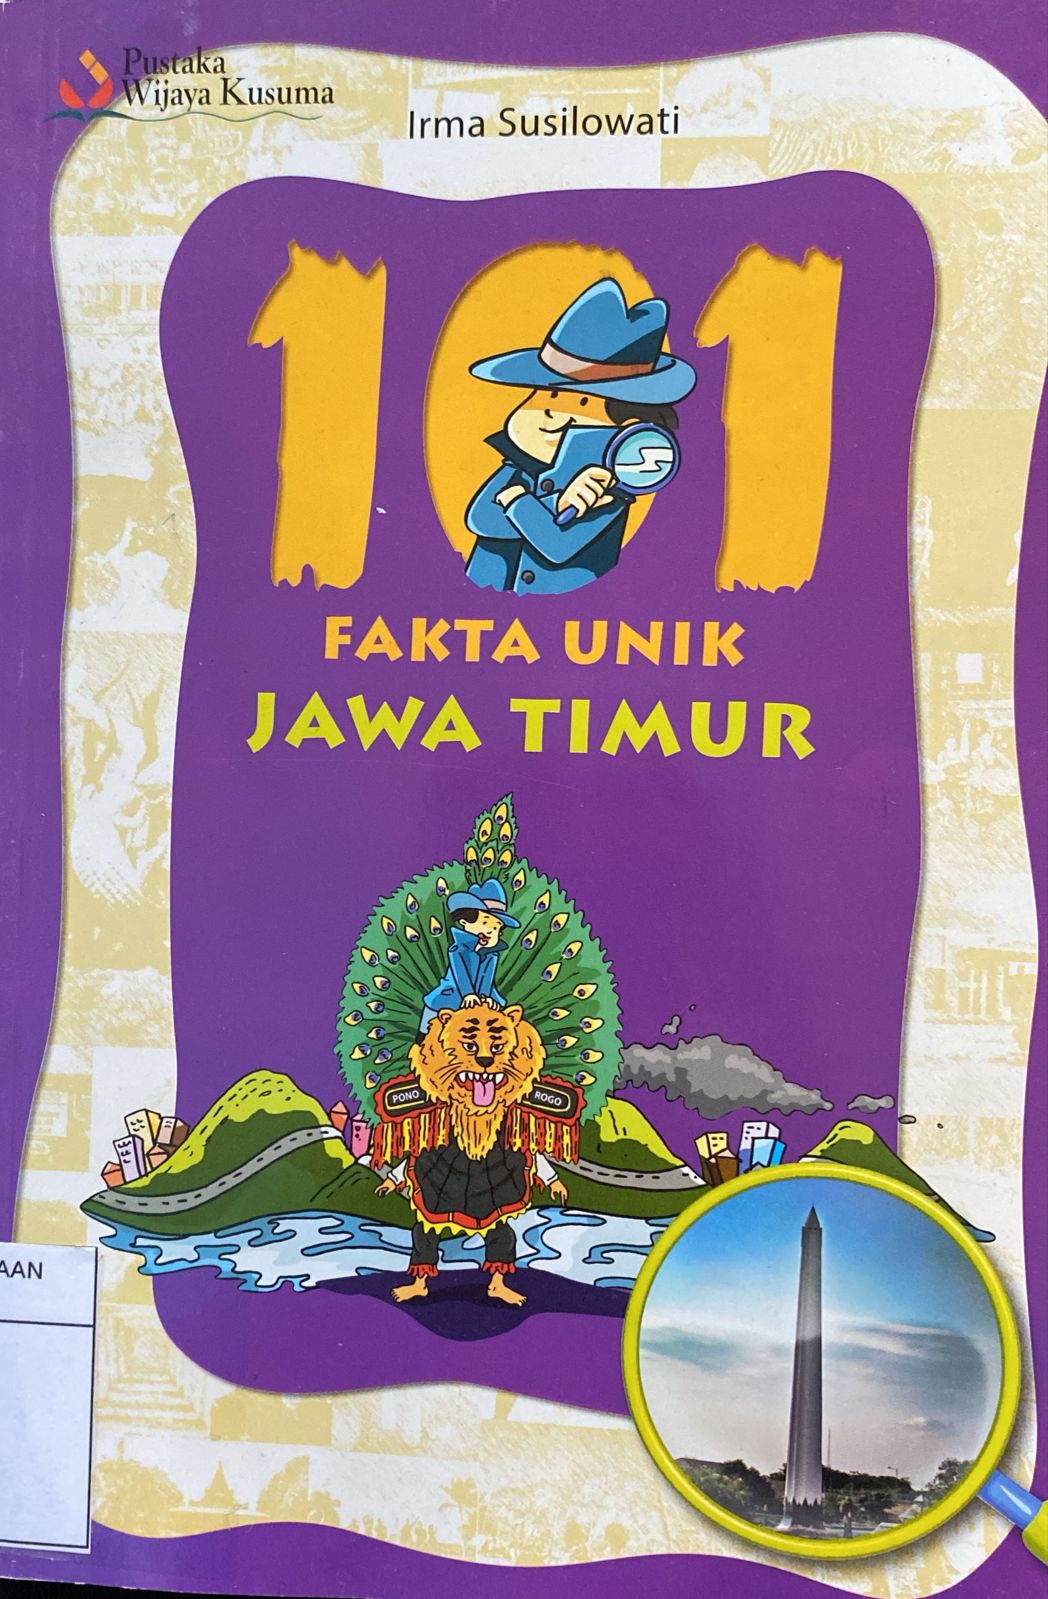 Pustaka
Wijaya Kusuma
Irma Susilowati
101
FAKTA UNIK
JAWA TIMUR
PONO ROGO
AAN